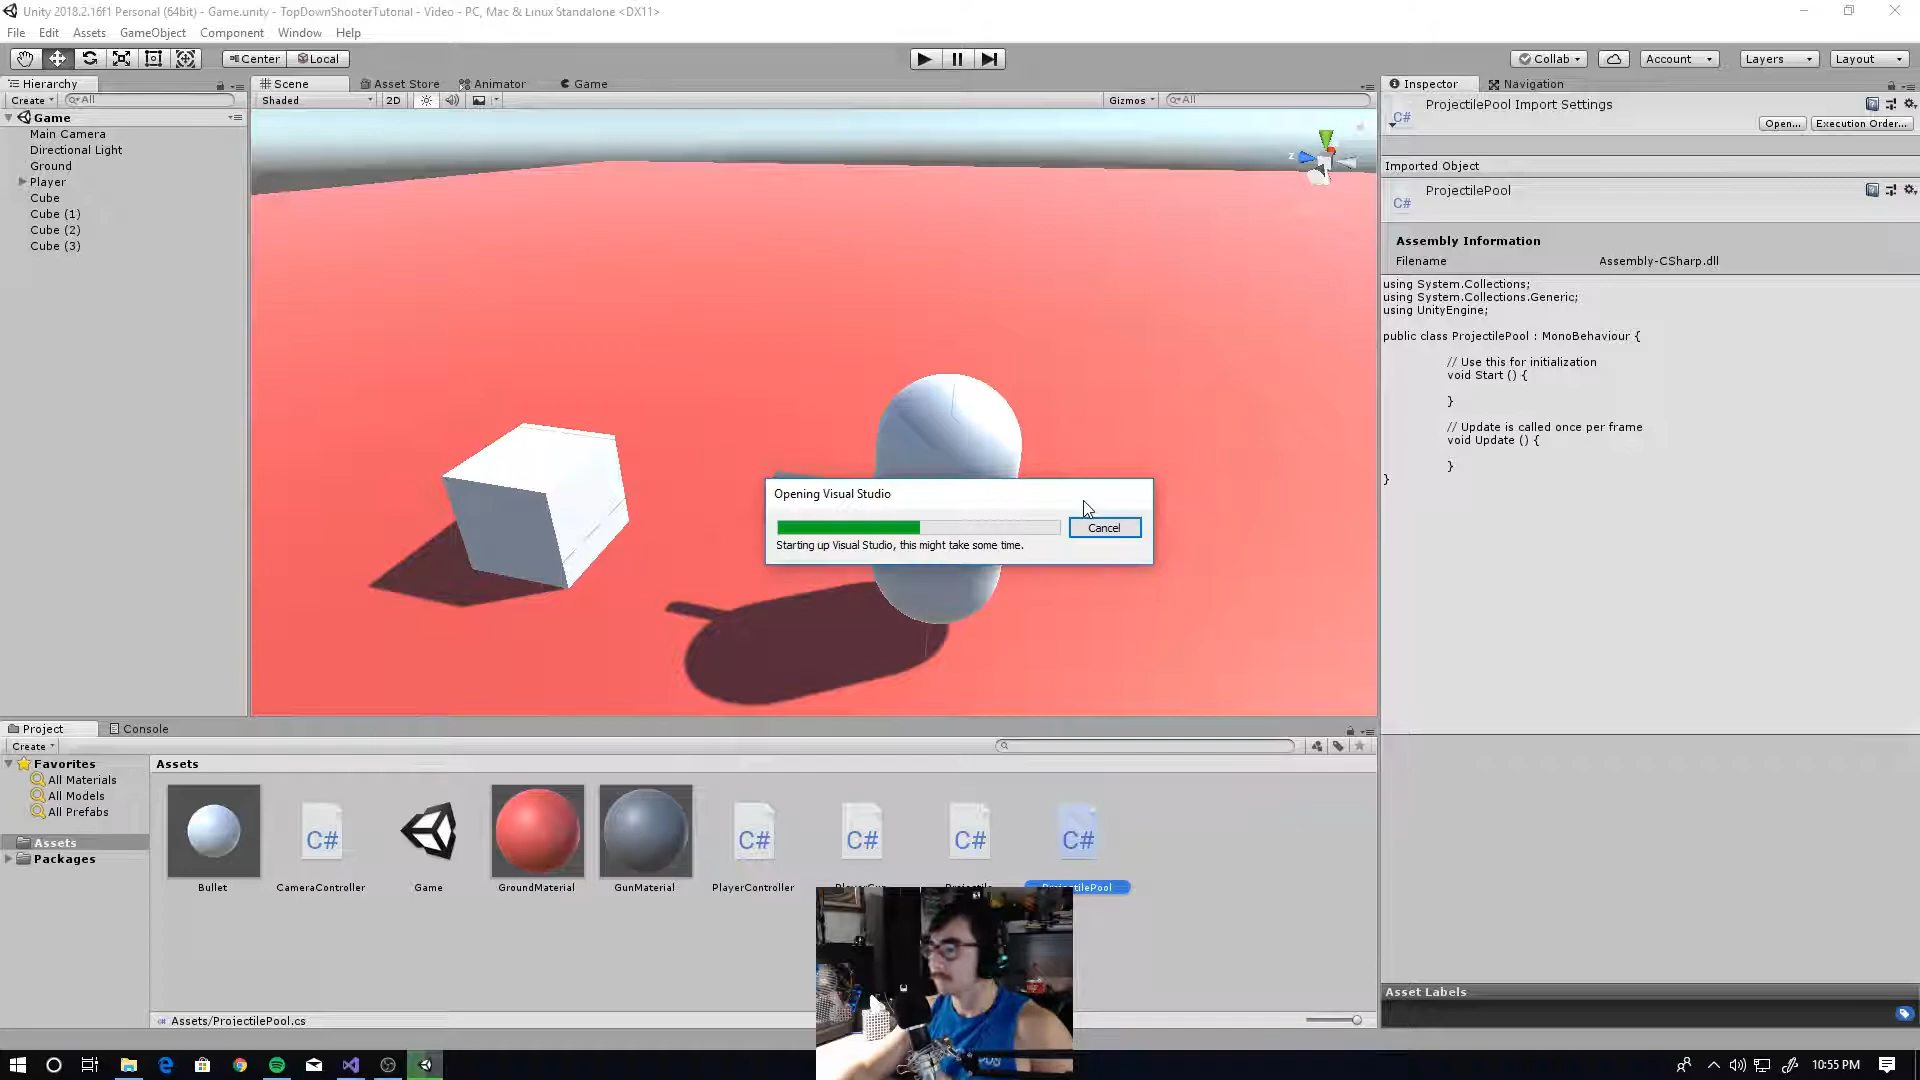 Unity 2018.2.16f1 Personal (64bit) - Game.unity - TopDownShooterTutorial - Video - PC, Mac & Linux Standalone <DX11>
File Edit Assets GameObject Component Window Help
Center Local
Collab Account Layers Layout
Hierarchy
Create All
Game
Main Camera
Directional Light
Ground
Player
Cube
Cube (1)
Cube (2)
Cube (3)
Scene Asset Store Animator Game
Shaded 2D Gizmos All
z
Opening Visual Studio
Cancel
Starting up Visual Studio, this might take some time.
Inspector Navigation
ProjectilePool Import Settings
C#
Open... Execution Order...
Imported Object
ProjectilePool
C#
Assembly Information
Filename Assembly-CSharp.dll
using System.Collections;
using System.Collections.Generic;
using UnityEngine;
public class ProjectilePool : MonoBehaviour {
// Use this for initialization
void Start () {
}
// Update is called once per frame
void Update () {
}
}
Asset Labels
Project Console
Create
Favorites
All Materials
All Models
All Prefabs
Assets
Packages
Assets
C# C# C# C# C#
Bullet CameraController Game GroundMaterial GunMaterial PlayerController ProjectilePool
Assets/ProjectilePool.cs
10:55 PM